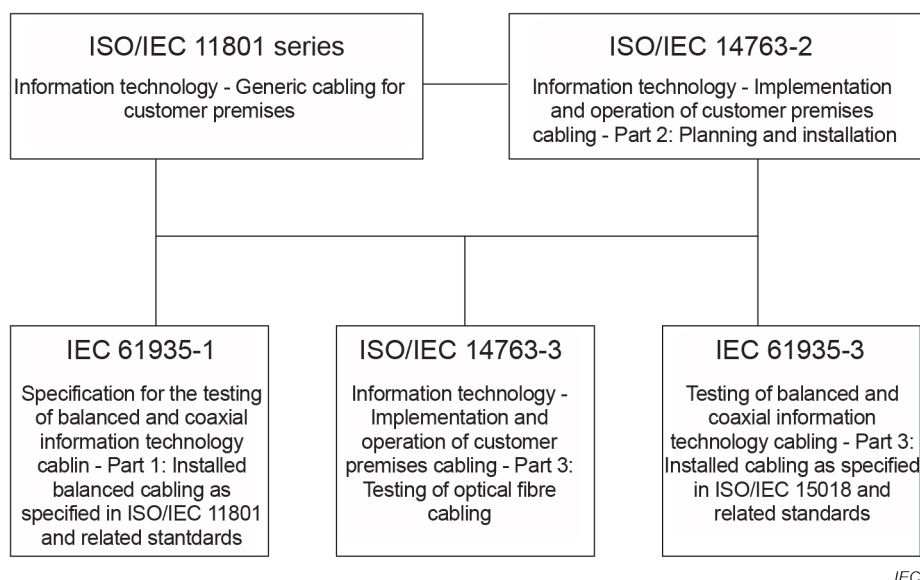 ISO/IEC 11801 series
Information technology - Generic cabling for
customer premises
ISO/IEC 14763-2
Information technology - Implementation
and operation of customer premises
cabling - Part 2: Planning and installation
IEC 61935-1
Specification for the testing
of balanced and coaxial
information technology
cablin - Part 1: Installed
balanced cabling as
specified in ISO/IEC 11801
and related stantdards
ISO/IEC 14763-3
Information technology -
Implementation and
operation of customer
premises cabling - Part 3:
Testing of optical fibre
cabling
IEC 61935-3
Testing of balanced and
coaxial information
technology cabling - Part 3:
Installed cabling as specified
in ISO/IEC 15018 and
related standards
IEC